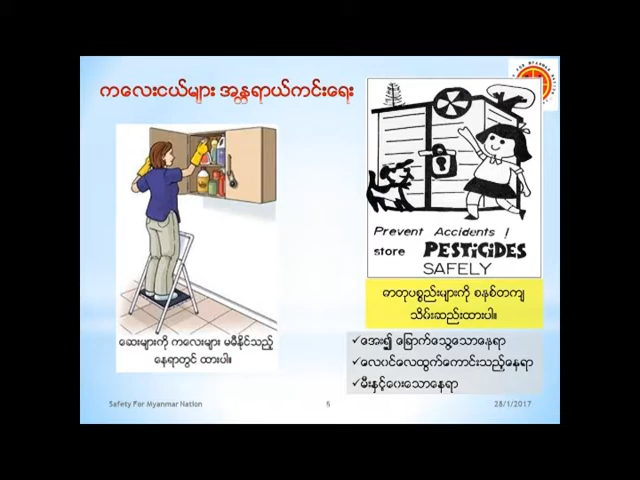 ကလေးငယ်များ အန္တရာယ်ကင်းရေး
Prevent Accidents !
store PESTiCiDES
SAFELY
ဆေးများကို ကလေးများ မမီနိုင်သည့်
နေရာတွင် ထားပါ။
ဓာတုပစ္စည်းများကို စနစ်တကျ
သိမ်းဆည်းထားပါ။
✓အေး၍ ခြောက်သွေ့သောနေရာ
✓လေဝင်လေထွက်ကောင်းသည့်နေရာ
✓မီးနှင့်ဝေးသောနေရာ
Safety For Myanmar Nation 5 28/1/2017